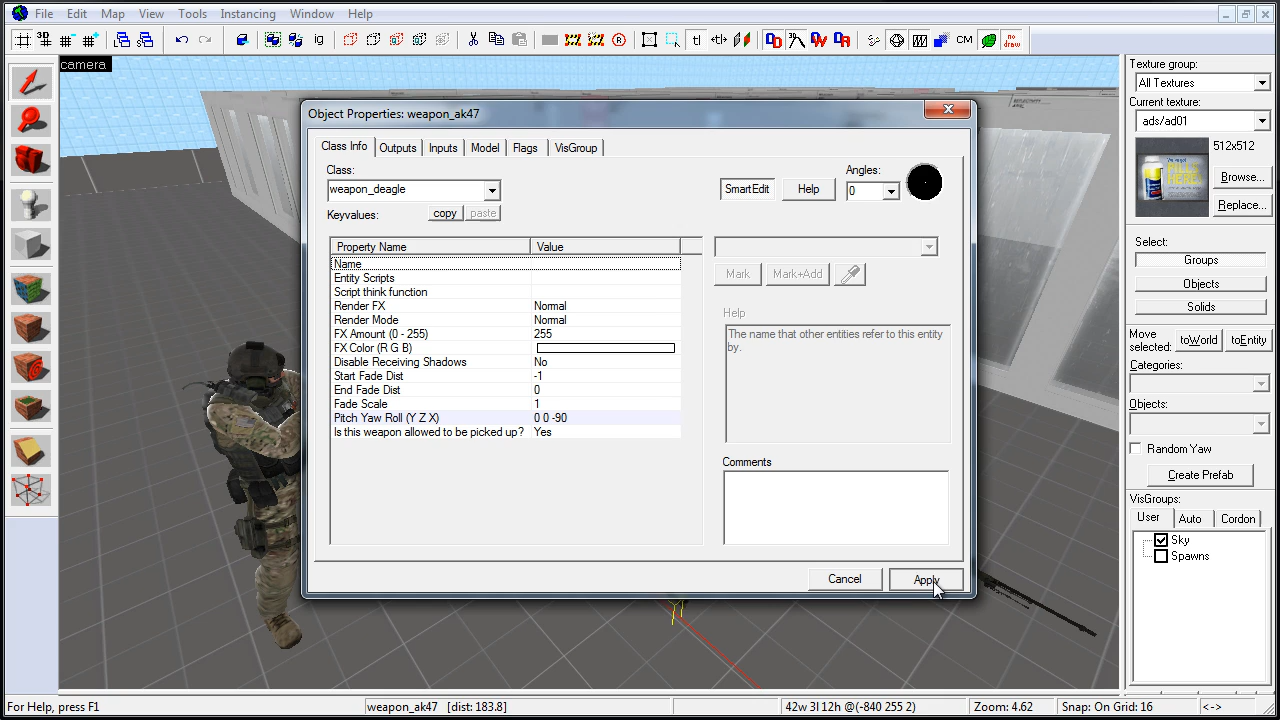 File Edit Map View Tools Instancing Window Help
3D iq tl CM no draw
camera
Object Properties: weapon_ak47
Class Info Outputs Inputs Model Flags VisGroup
Class:
weapon_deagle
SmartEdit Help
Angles:
0
Keyvalues: copy paste
Property Name Value
Name
Entity Scripts
Script think function
Render FX Normal
Render Mode Normal
FX Amount (0 - 255) 255
FX Color (R G B)
Disable Receiving Shadows No
Start Fade Dist -1
End Fade Dist 0
Fade Scale 1
Pitch Yaw Roll (Y Z X) 0 0 -90
Is this weapon allowed to be picked up? Yes
Mark Mark+Add
Help
The name that other entities refer to this entity
by.
Comments
Cancel Apply
Texture group:
All Textures
Current texture:
ads/ad01
512x512
Browse...
Replace...
Select:
Groups
Objects
Solids
Move
selected: toWorld toEntity
Categories:
Objects:
Random Yaw
Create Prefab
VisGroups:
User Auto Cordon
Sky
Spawns
For Help, press F1 weapon_ak47 [dist: 183.8] 42w 3l 12h @(-840 255 2) Zoom: 4.62 Snap: On Grid: 16 <->